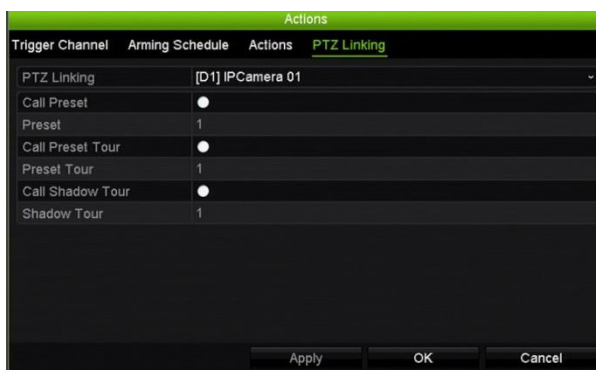 Actions
Trigger Channel Arming Schedule Actions PTZ Linking
PTZ Linking [D1] IPCamera 01
Call Preset
Preset 1
Call Preset Tour
Preset Tour 1
Call Shadow Tour
Shadow Tour 1
Apply OK Cancel